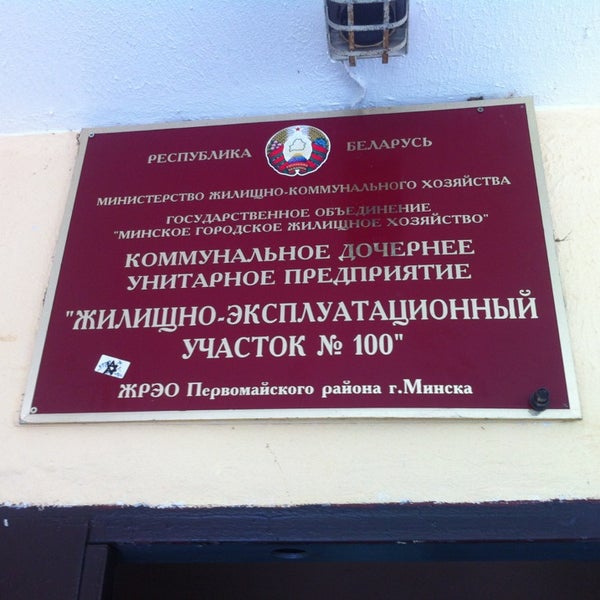 РЕСПУБЛИКА БЕЛАРУСЬ
МИНИСТЕРСТВО ЖИЛИЩНО-КОММУНАЛЬНОГО ХОЗЯЙСТВА
ГОСУДАРСТВЕННОЕ ОБЪЕДИНЕНИЕ
"МИНСКОЕ ГОРОДСКОЕ ЖИЛИЩНОЕ ХОЗЯЙСТВО"
КОММУНАЛЬНОЕ ДОЧЕРНЕЕ
УНИТАРНОЕ ПРЕДПРИЯТИЕ
"ЖИЛИЩНО-ЭКСПЛУАТАЦИОННЫЙ
УЧАСТОК № 100"
ЖРЭО Первомайского района г.Минска